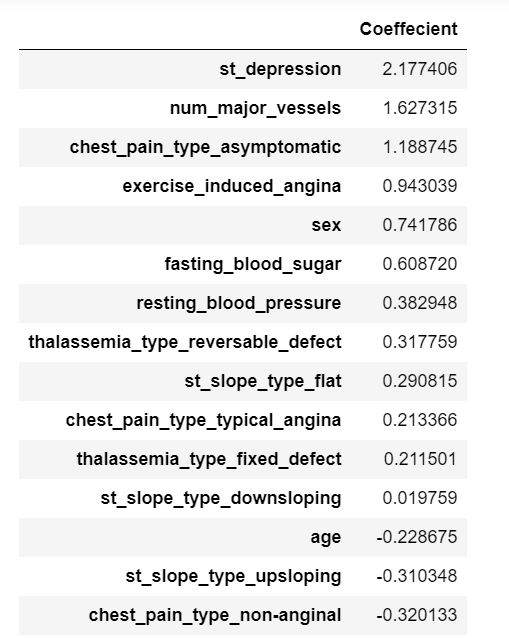 Coeffecient
st_depression 2.177406
num_major_vessels 1.627315
chest_pain_type_asymptomatic 1.188745
exercise_induced_angina 0.943039
sex 0.741786
fasting_blood_sugar 0.608720
resting_blood_pressure 0.382948
thalassemia_type_reversable_defect 0.317759
st_slope_type_flat 0.290815
chest_pain_type_typical_angina 0.213366
thalassemia_type_fixed_defect 0.211501
st_slope_type_downsloping 0.019759
age -0.228675
st_slope_type_upsloping -0.310348
chest_pain_type_non-anginal -0.320133